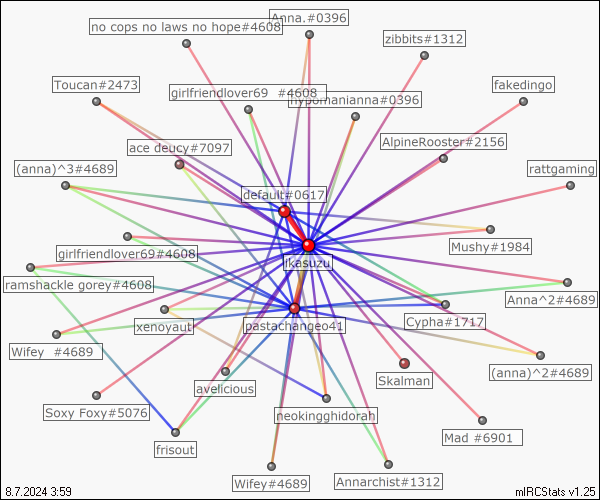 no cops no laws no hope#4608
Anna.#0396
zibbits#1312
Toucan#2473
girlfriendlover69 #4608
hypomanianna#0396
fakedingo
ace deucy#7097
AlpineRooster#2156
(anna)^3#4689
rattgaming
default#0617
Mushy#1984
girlfriendlover69#4608
ikasuzu
ramshackle gorey#4608
Anna^2#4689
xenoyaut
pastachangeo41
Cypha#1717
Wifey #4689
(anna)^2#4689
avelicious
Skalman
Soxy Foxy#5076
neokingghidorah
Mad #6901
frisout
Wifey#4689
Annarchist#1312
8.7.2024 3:59
mIRCStats v1.25